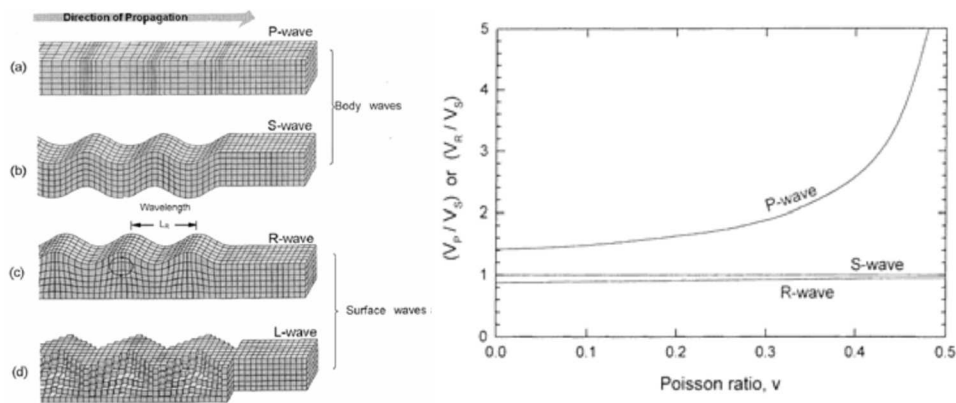 Direction of Propagation
P-wave
(a)
Body waves
S-wave
(b)
Wavelength
L_R
R-wave
(c)
Surface waves
L-wave
(d)
(V_P / V_S) or (V_R / V_S)
5
4
3
2
1
0
P-wave
S-wave
R-wave
0.0 0.1 0.2 0.3 0.4 0.5
Poisson ratio, v